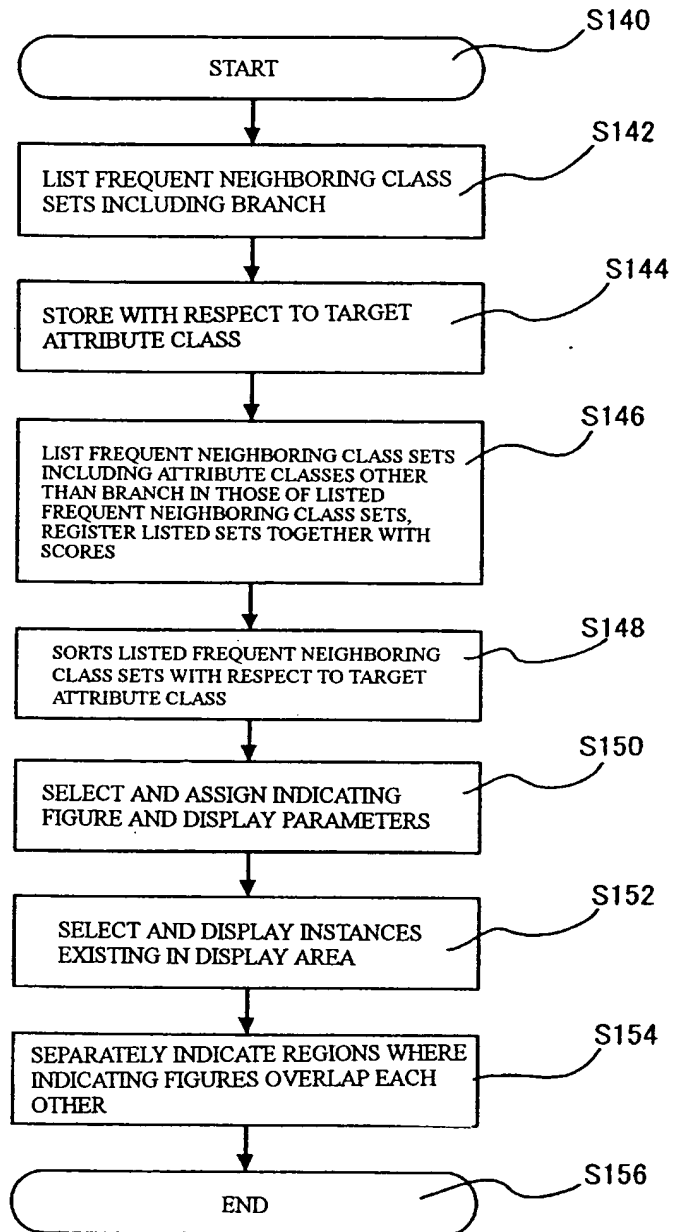 S140
START
S142
LIST FREQUENT NEIGHBORING CLASS
SETS INCLUDING BRANCH
S144
STORE WITH RESPECT TO TARGET
ATTRIBUTE CLASS
S146
LIST FREQUENT NEIGHBORING CLASS SETS
INCLUDING ATTRIBUTE CLASSES OTHER
THAN BRANCH IN THOSE OF LISTED
FREQUENT NEIGHBORING CLASS SETS,
REGISTER LISTED SETS TOGETHER WITH
SCORES
S148
SORTS LISTED FREQUENT NEIGHBORING
CLASS SETS WITH RESPECT TO TARGET
ATTRIBUTE CLASS
S150
SELECT AND ASSIGN INDICATING
FIGURE AND DISPLAY PARAMETERS
S152
SELECT AND DISPLAY INSTANCES
EXISTING IN DISPLAY AREA
S154
SEPARATELY INDICATE REGIONS WHERE
INDICATING FIGURES OVERLAP EACH
OTHER
S156
END